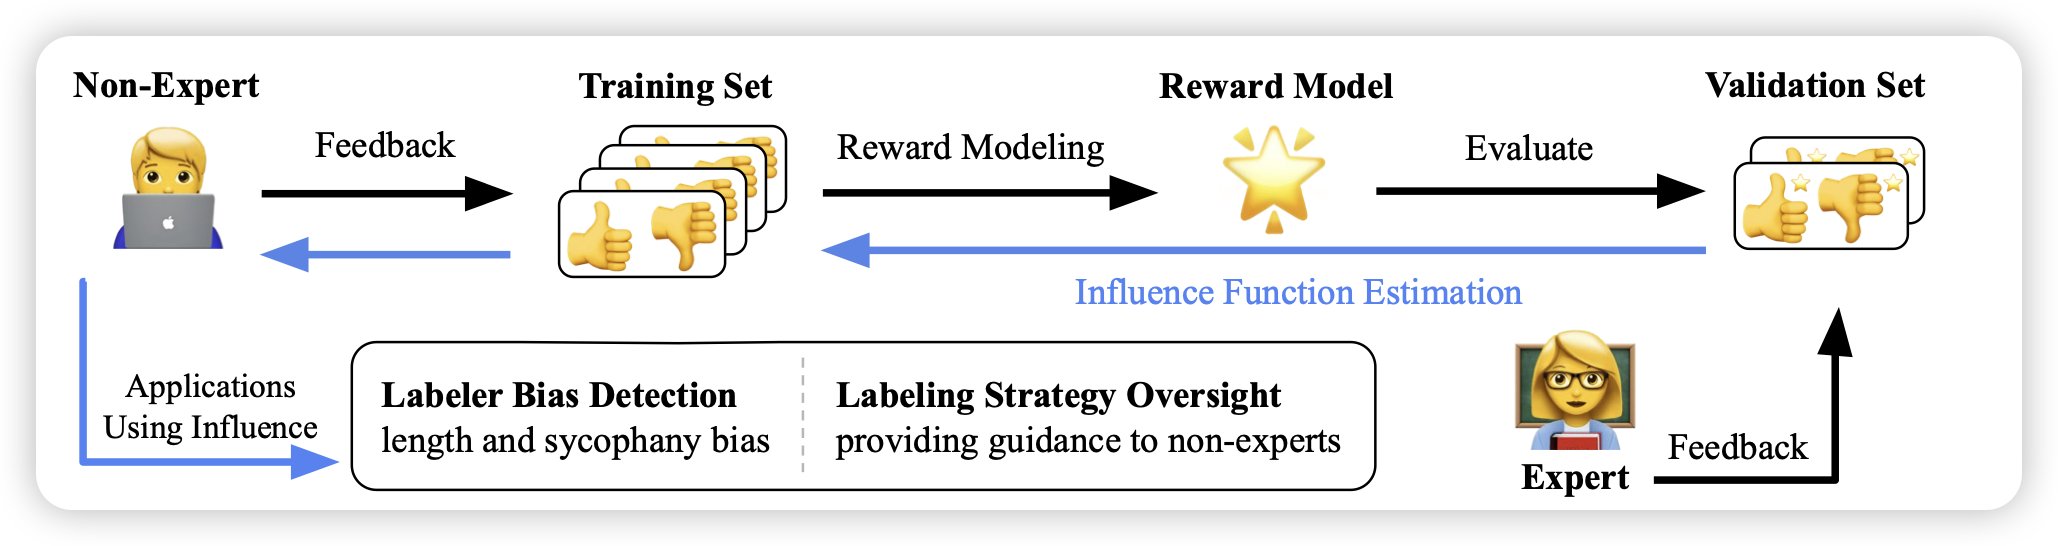 Non-Expert
Training Set
Reward Model
Validation Set
Feedback
Reward Modeling
Evaluate
Influence Function Estimation
Applications
Using Influence
Labeler Bias Detection
length and sycophany bias
Labeling Strategy Oversight
providing guidance to non-experts
Expert
Feedback